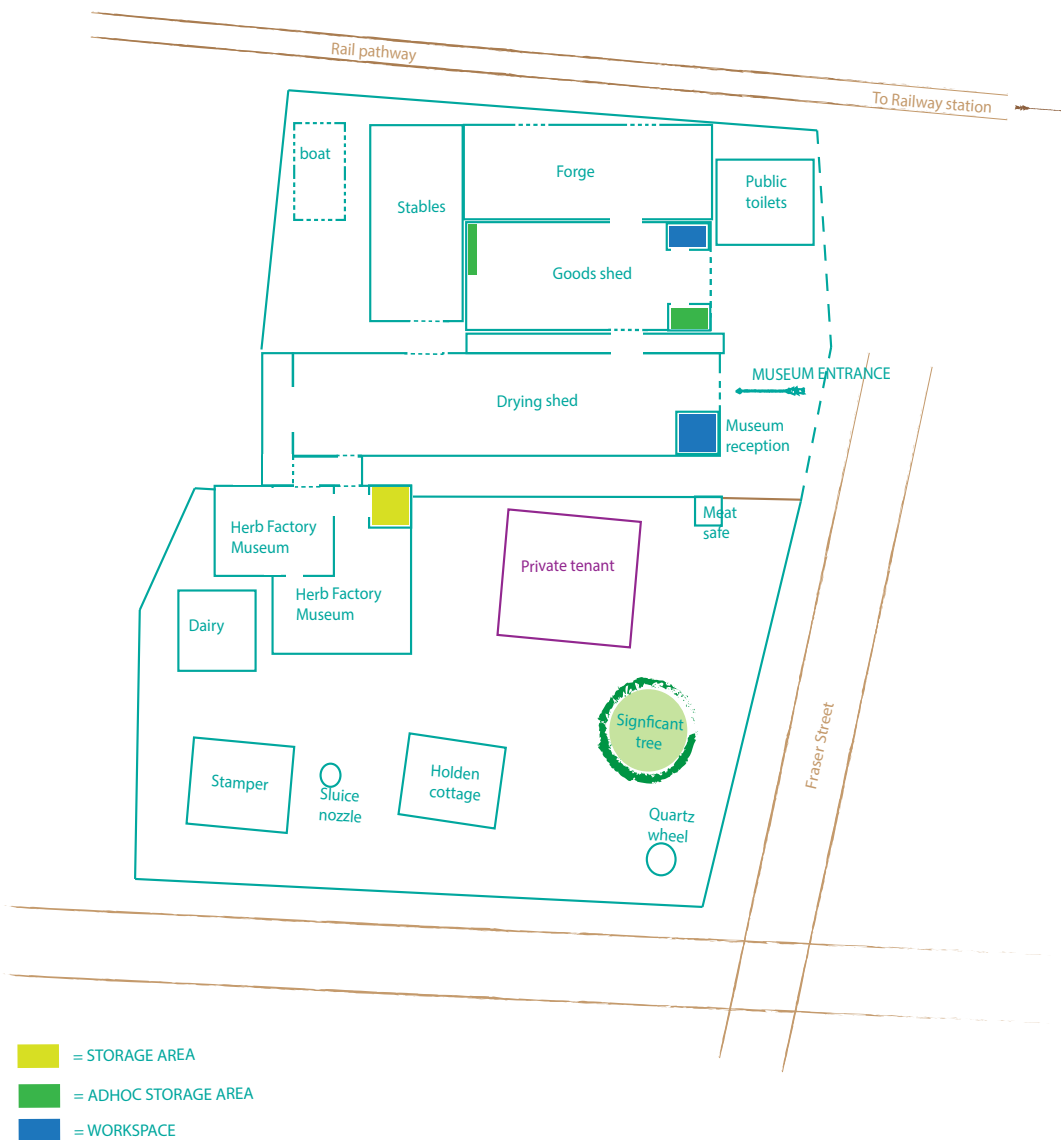 Rail pathway
To Railway station
boat
Stables
Forge
Public
toilets
Goods shed
MUSEUM ENTRANCE
Drying shed
Museum
reception
Meat
safe
Herb Factory
Museum
Private tenant
Herb Factory
Museum
Dairy
Signficant
tree
Fraser Street
Stamper
Sluice
nozzle
Holden
cottage
Quartz
wheel
= STORAGE AREA
= ADHOC STORAGE AREA
= WORKSPACE